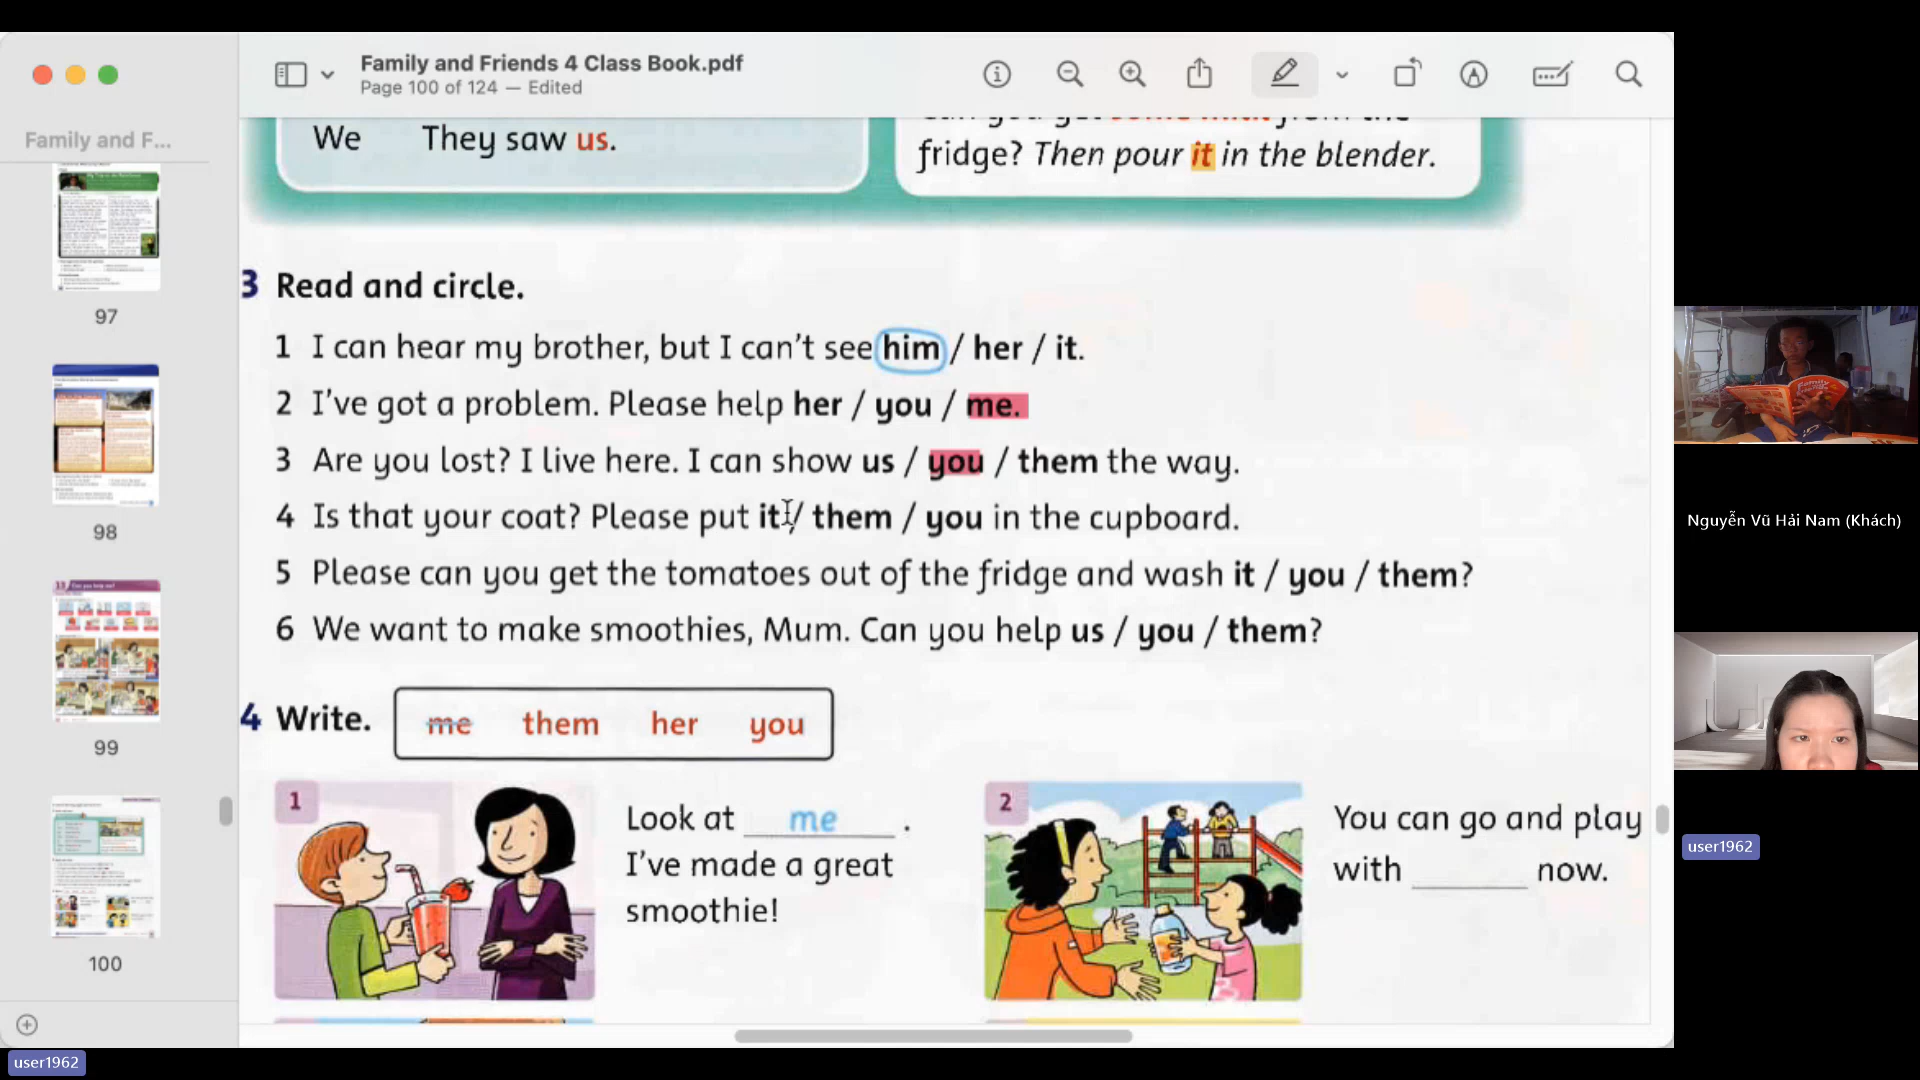 Family and Friends 4 Class Book.pdf
Page 100 of 124 — Edited
Family and F...
97
98
99
100
We They saw us.
fridge? Then pour it in the blender.
3 Read and circle.
1 I can hear my brother, but I can't see him / her / it.
2 I've got a problem. Please help her / you / me.
3 Are you lost? I live here. I can show us / you / them the way.
4 Is that your coat? Please put it / them / you in the cupboard.
5 Please can you get the tomatoes out of the fridge and wash it / you / them?
6 We want to make smoothies, Mum. Can you help us / you / them?
4 Write. me them her you
1
Look at me .
I've made a great
smoothie!
2
You can go and play
with ______ now.
Nguyễn Vũ Hải Nam (Khách)
user1962
user1962